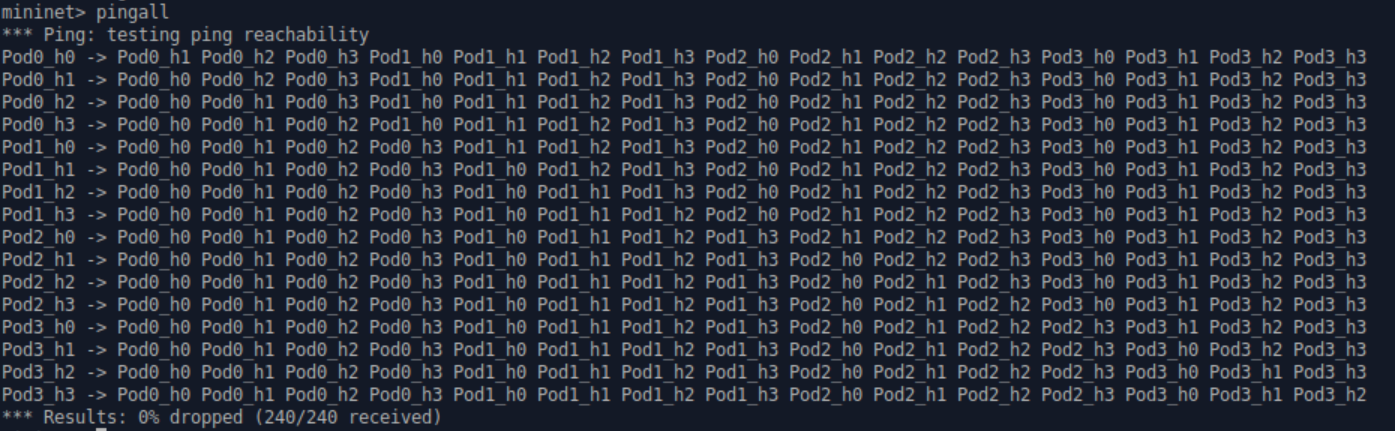 mininet> pingall
*** Ping: testing ping reachability
Pod0_h0 -> Pod0_h1 Pod0_h2 Pod0_h3 Pod1_h0 Pod1_h1 Pod1_h2 Pod1_h3 Pod2_h0 Pod2_h1 Pod2_h2 Pod2_h3 Pod3_h0 Pod3_h1 Pod3_h2 Pod3_h3
Pod0_h1 -> Pod0_h0 Pod0_h2 Pod0_h3 Pod1_h0 Pod1_h1 Pod1_h2 Pod1_h3 Pod2_h0 Pod2_h1 Pod2_h2 Pod2_h3 Pod3_h0 Pod3_h1 Pod3_h2 Pod3_h3
Pod0_h2 -> Pod0_h0 Pod0_h1 Pod0_h3 Pod1_h0 Pod1_h1 Pod1_h2 Pod1_h3 Pod2_h0 Pod2_h1 Pod2_h2 Pod2_h3 Pod3_h0 Pod3_h1 Pod3_h2 Pod3_h3
Pod0_h3 -> Pod0_h0 Pod0_h1 Pod0_h2 Pod1_h0 Pod1_h1 Pod1_h2 Pod1_h3 Pod2_h0 Pod2_h1 Pod2_h2 Pod2_h3 Pod3_h0 Pod3_h1 Pod3_h2 Pod3_h3
Pod1_h0 -> Pod0_h0 Pod0_h1 Pod0_h2 Pod0_h3 Pod1_h1 Pod1_h2 Pod1_h3 Pod2_h0 Pod2_h1 Pod2_h2 Pod2_h3 Pod3_h0 Pod3_h1 Pod3_h2 Pod3_h3
Pod1_h1 -> Pod0_h0 Pod0_h1 Pod0_h2 Pod0_h3 Pod1_h0 Pod1_h2 Pod1_h3 Pod2_h0 Pod2_h1 Pod2_h2 Pod2_h3 Pod3_h0 Pod3_h1 Pod3_h2 Pod3_h3
Pod1_h2 -> Pod0_h0 Pod0_h1 Pod0_h2 Pod0_h3 Pod1_h0 Pod1_h1 Pod1_h3 Pod2_h0 Pod2_h1 Pod2_h2 Pod2_h3 Pod3_h0 Pod3_h1 Pod3_h2 Pod3_h3
Pod1_h3 -> Pod0_h0 Pod0_h1 Pod0_h2 Pod0_h3 Pod1_h0 Pod1_h1 Pod1_h2 Pod2_h0 Pod2_h1 Pod2_h2 Pod2_h3 Pod3_h0 Pod3_h1 Pod3_h2 Pod3_h3
Pod2_h0 -> Pod0_h0 Pod0_h1 Pod0_h2 Pod0_h3 Pod1_h0 Pod1_h1 Pod1_h2 Pod1_h3 Pod2_h1 Pod2_h2 Pod2_h3 Pod3_h0 Pod3_h1 Pod3_h2 Pod3_h3
Pod2_h1 -> Pod0_h0 Pod0_h1 Pod0_h2 Pod0_h3 Pod1_h0 Pod1_h1 Pod1_h2 Pod1_h3 Pod2_h0 Pod2_h2 Pod2_h3 Pod3_h0 Pod3_h1 Pod3_h2 Pod3_h3
Pod2_h2 -> Pod0_h0 Pod0_h1 Pod0_h2 Pod0_h3 Pod1_h0 Pod1_h1 Pod1_h2 Pod1_h3 Pod2_h0 Pod2_h1 Pod2_h3 Pod3_h0 Pod3_h1 Pod3_h2 Pod3_h3
Pod2_h3 -> Pod0_h0 Pod0_h1 Pod0_h2 Pod0_h3 Pod1_h0 Pod1_h1 Pod1_h2 Pod1_h3 Pod2_h0 Pod2_h1 Pod2_h2 Pod3_h0 Pod3_h1 Pod3_h2 Pod3_h3
Pod3_h0 -> Pod0_h0 Pod0_h1 Pod0_h2 Pod0_h3 Pod1_h0 Pod1_h1 Pod1_h2 Pod1_h3 Pod2_h0 Pod2_h1 Pod2_h2 Pod2_h3 Pod3_h1 Pod3_h2 Pod3_h3
Pod3_h1 -> Pod0_h0 Pod0_h1 Pod0_h2 Pod0_h3 Pod1_h0 Pod1_h1 Pod1_h2 Pod1_h3 Pod2_h0 Pod2_h1 Pod2_h2 Pod2_h3 Pod3_h0 Pod3_h2 Pod3_h3
Pod3_h2 -> Pod0_h0 Pod0_h1 Pod0_h2 Pod0_h3 Pod1_h0 Pod1_h1 Pod1_h2 Pod1_h3 Pod2_h0 Pod2_h1 Pod2_h2 Pod2_h3 Pod3_h0 Pod3_h1 Pod3_h3
Pod3_h3 -> Pod0_h0 Pod0_h1 Pod0_h2 Pod0_h3 Pod1_h0 Pod1_h1 Pod1_h2 Pod1_h3 Pod2_h0 Pod2_h1 Pod2_h2 Pod2_h3 Pod3_h0 Pod3_h1 Pod3_h2
*** Results: 0% dropped (240/240 received)